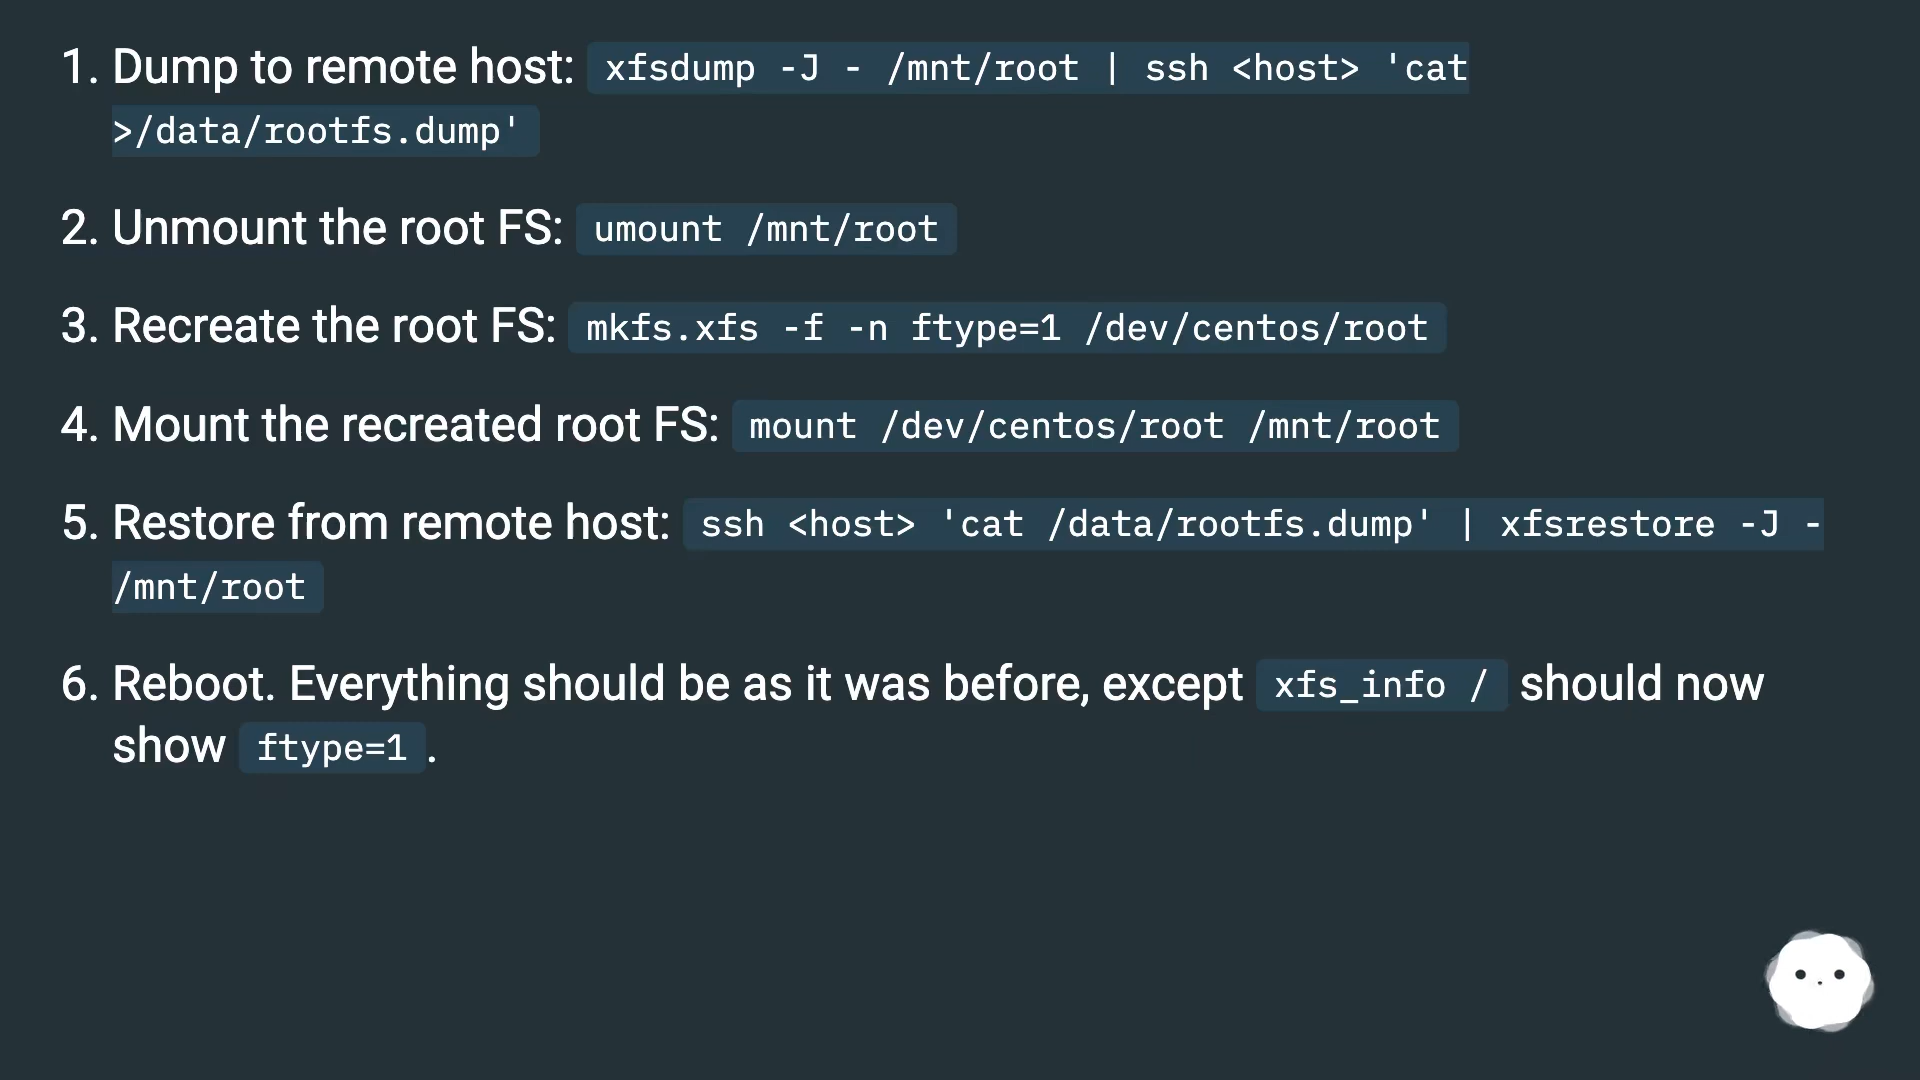 1. Dump to remote host: xfsdump -J - /mnt/root | ssh <host> 'cat
>/data/rootfs.dump'
2. Unmount the root FS: umount /mnt/root
3. Recreate the root FS: mkfs.xfs -f -n ftype=1 /dev/centos/root
4. Mount the recreated root FS: mount /dev/centos/root /mnt/root
5. Restore from remote host: ssh <host> 'cat /data/rootfs.dump' | xfsrestore -J -
/mnt/root
6. Reboot. Everything should be as it was before, except xfs_info / should now
show ftype=1.